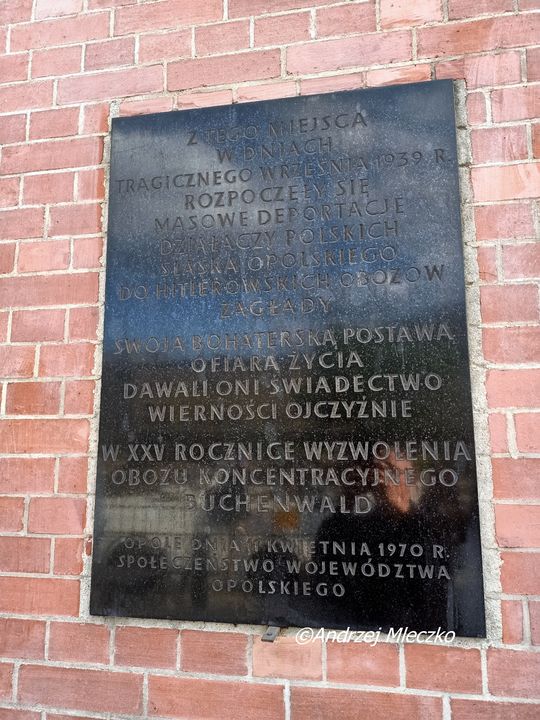 Z TEGO MIEJSCA
W DNIACH
TRAGICZNEGO WRZEŚNIA 1939 R.
ROZPOCZĘŁY SIĘ
MASOWE DEPORTACJE
DZIAŁACZY POLSKICH
ŚLĄSKA OPOLSKIEGO
DO HITLEROWSKICH OBOZÓW
ZAGŁADY
SWOJĄ BOHATERSKĄ POSTAWĄ
OFIARĄ ŻYCIA
DAWALI ONI ŚWIADECTWO
WIERNOŚCI OJCZYŹNIE
W XXV ROCZNICĘ WYZWOLENIA
OBOZU KONCENTRACYJNEGO
BUCHENWALD
OPOLE DNIA 11 KWIETNIA 1970 R.
SPOŁECZEŃSTWO WOJEWÓDZTWA
OPOLSKIEGO
©Andrzej Mleczko